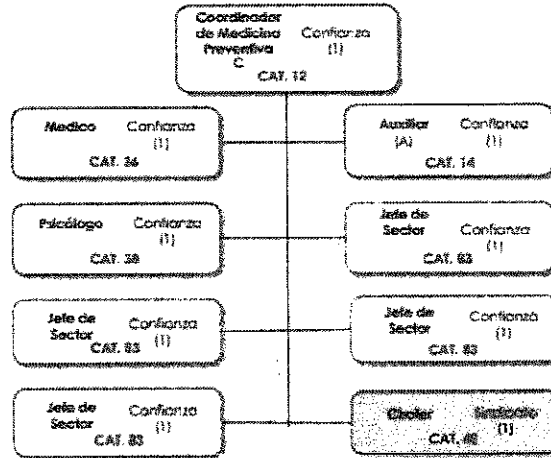 Coordinador
de Medicina Confianza
Preventiva (1)
C
CAT. 12
Medico Confianza
(1)
CAT. 36
Auxiliar Confianza
(A) (1)
CAT. 14
Psicólogo Confianza
(1)
CAT. 38
Jefe de Confianza
Sector (1)
CAT. 83
Jefe de Confianza
Sector (1)
CAT. 83
Jefe de Confianza
Sector (1)
CAT. 83
Jefe de Confianza
Sector (1)
CAT. 83
Chofer Sindicato
(1)
CAT.